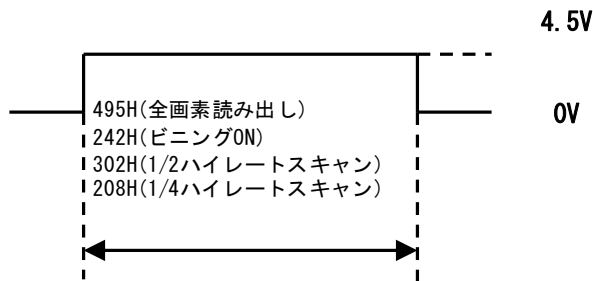 4.5V
0V
495H(全画素読み出し)
242H(ビニングON)
302H(1/2ハイレートスキャン)
208H(1/4ハイレートスキャン)